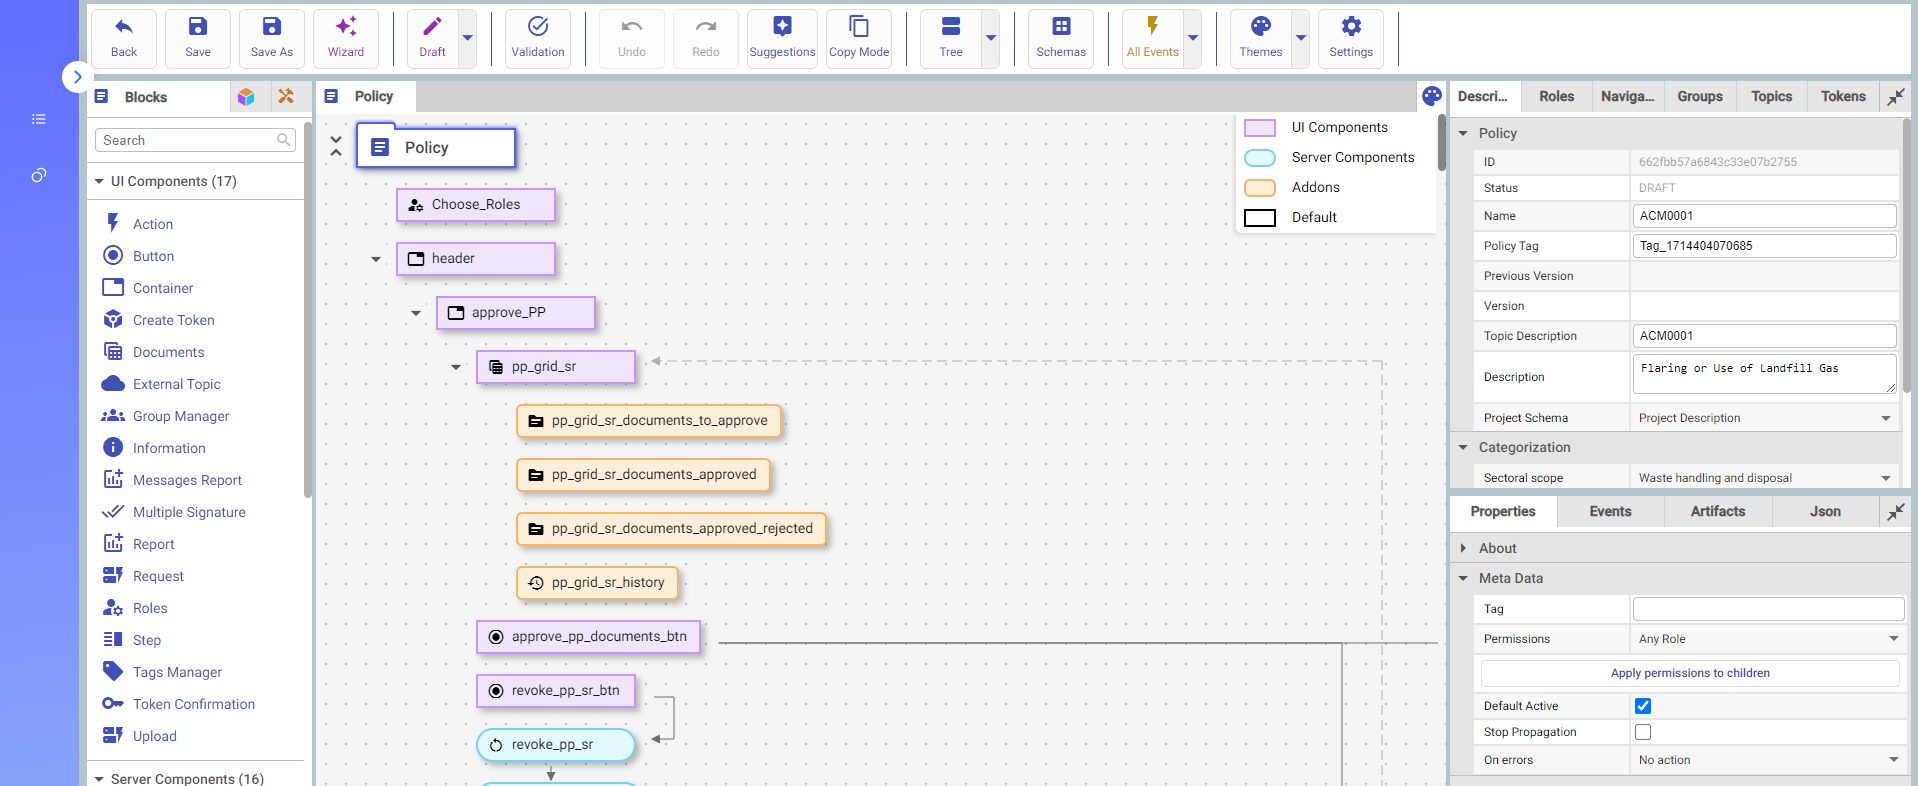 Back
Save
Save As
Wizard
Draft
Validation
Undo
Redo
Suggestions
Copy Mode
Tree
Schemas
All Events
Themes
Settings
Blocks
Search
UI Components (17)
Action
Button
Container
Create Token
Documents
External Topic
Group Manager
Information
Messages Report
Multiple Signature
Report
Request
Roles
Step
Tags Manager
Token Confirmation
Upload
Server Components (16)
Policy
Policy
Choose_Roles
header
approve_PP
pp_grid_sr
pp_grid_sr_documents_to_approve
pp_grid_sr_documents_approved
pp_grid_sr_documents_approved_rejected
pp_grid_sr_history
approve_pp_documents_btn
revoke_pp_sr_btn
revoke_pp_sr
UI Components
Server Components
Addons
Default
Descri...
Roles
Naviga...
Groups
Topics
Tokens
Policy
ID 662fbb57a6843c33e07b2755
Status DRAFT
Name ACM0001
Policy Tag Tag_1714404070685
Previous Version
Version
Topic Description ACM0001
Description Flaring or Use of Landfill Gas
Project Schema Project Description
Categorization
Sectoral scope Waste handling and disposal
Properties
Events
Artifacts
Json
About
Meta Data
Tag
Permissions Any Role
Apply permissions to children
Default Active
Stop Propagation
On errors No action